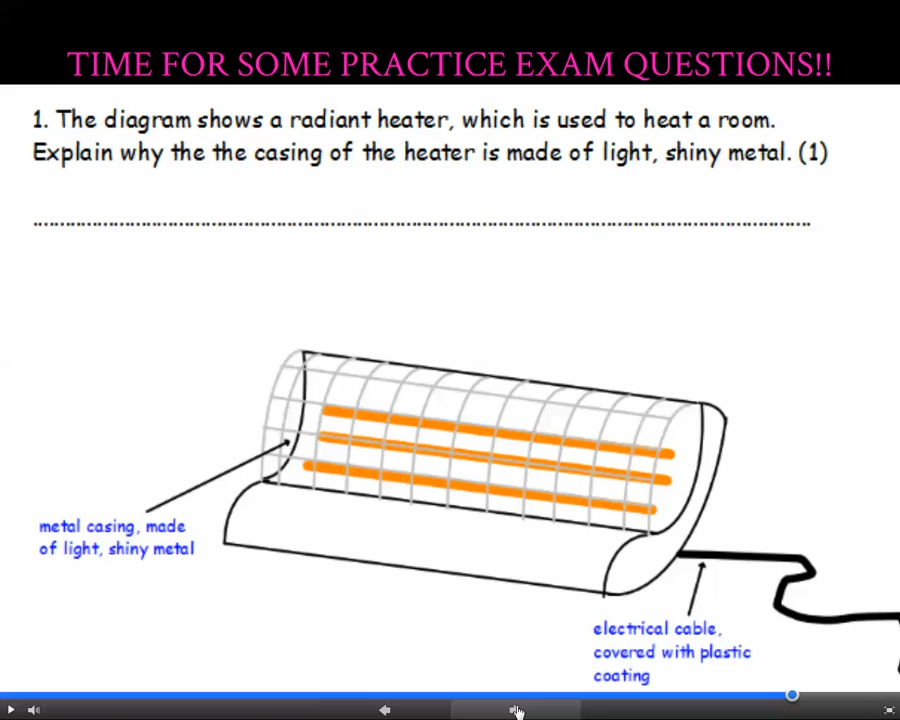 TIME FOR SOME PRACTICE EXAM QUESTIONS!!
1. The diagram shows a radiant heater, which is used to heat a room.
Explain why the the casing of the heater is made of light, shiny metal. (1)
metal casing, made
of light, shiny metal
electrical cable,
covered with plastic
coating